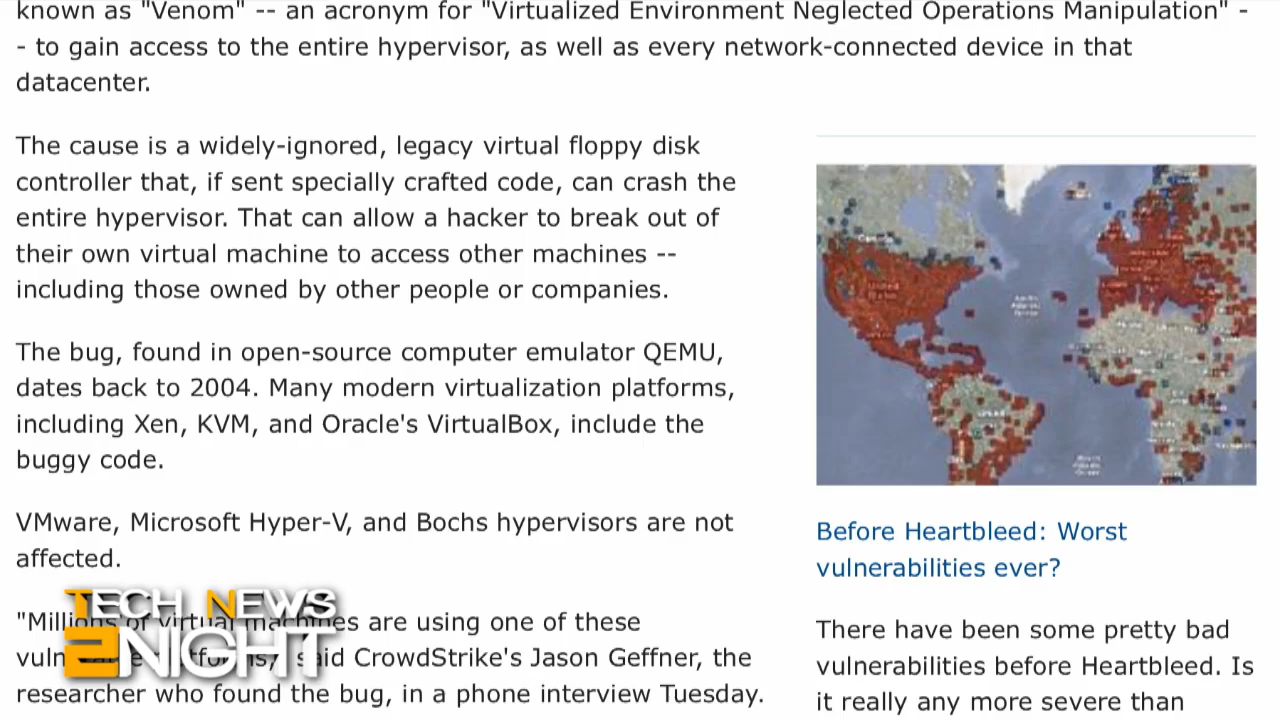 known as "Venom" -- an acronym for "Virtualized Environment Neglected Operations Manipulation" -
- to gain access to the entire hypervisor, as well as every network-connected device in that
datacenter.
The cause is a widely-ignored, legacy virtual floppy disk
controller that, if sent specially crafted code, can crash the
entire hypervisor. That can allow a hacker to break out of
their own virtual machine to access other machines --
including those owned by other people or companies.
The bug, found in open-source computer emulator QEMU,
dates back to 2004. Many modern virtualization platforms,
including Xen, KVM, and Oracle's VirtualBox, include the
buggy code.
VMware, Microsoft Hyper-V, and Bochs hypervisors are not
affected.
"Millions of virtual machines are using one of these
said CrowdStrike's Jason Geffner, the
researcher who found the bug, in a phone interview Tuesday.
TECH NEWS
2NIGHT
United
States
Before Heartbleed: Worst
vulnerabilities ever?
There have been some pretty bad
vulnerabilities before Heartbleed. Is
it really any more severe than